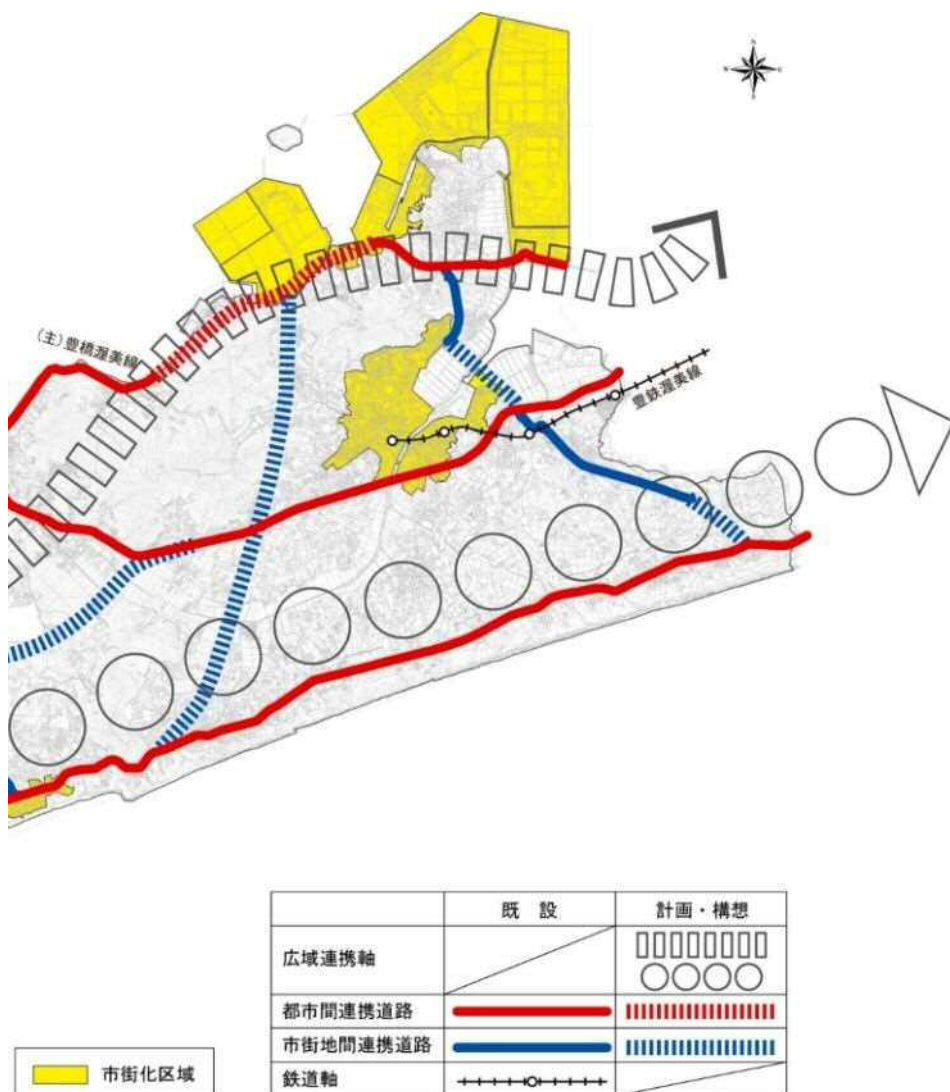 (主)豊橋渥美線
豊鉄渥美線
既 設
計画・構想
広域連携軸
都市間連携道路
市街地間連携道路
鉄道軸
市街化区域